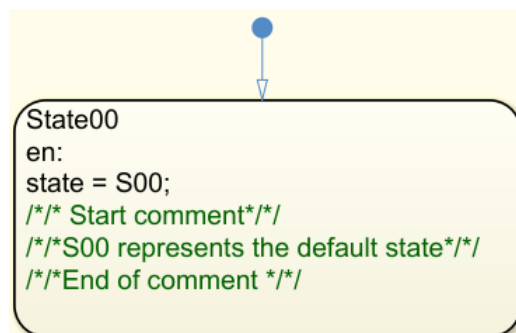 State00
en:
state = S00;
/*/* Start comment*/*/
/*/*S00 represents the default state*/*/
/*/*End of comment */*/